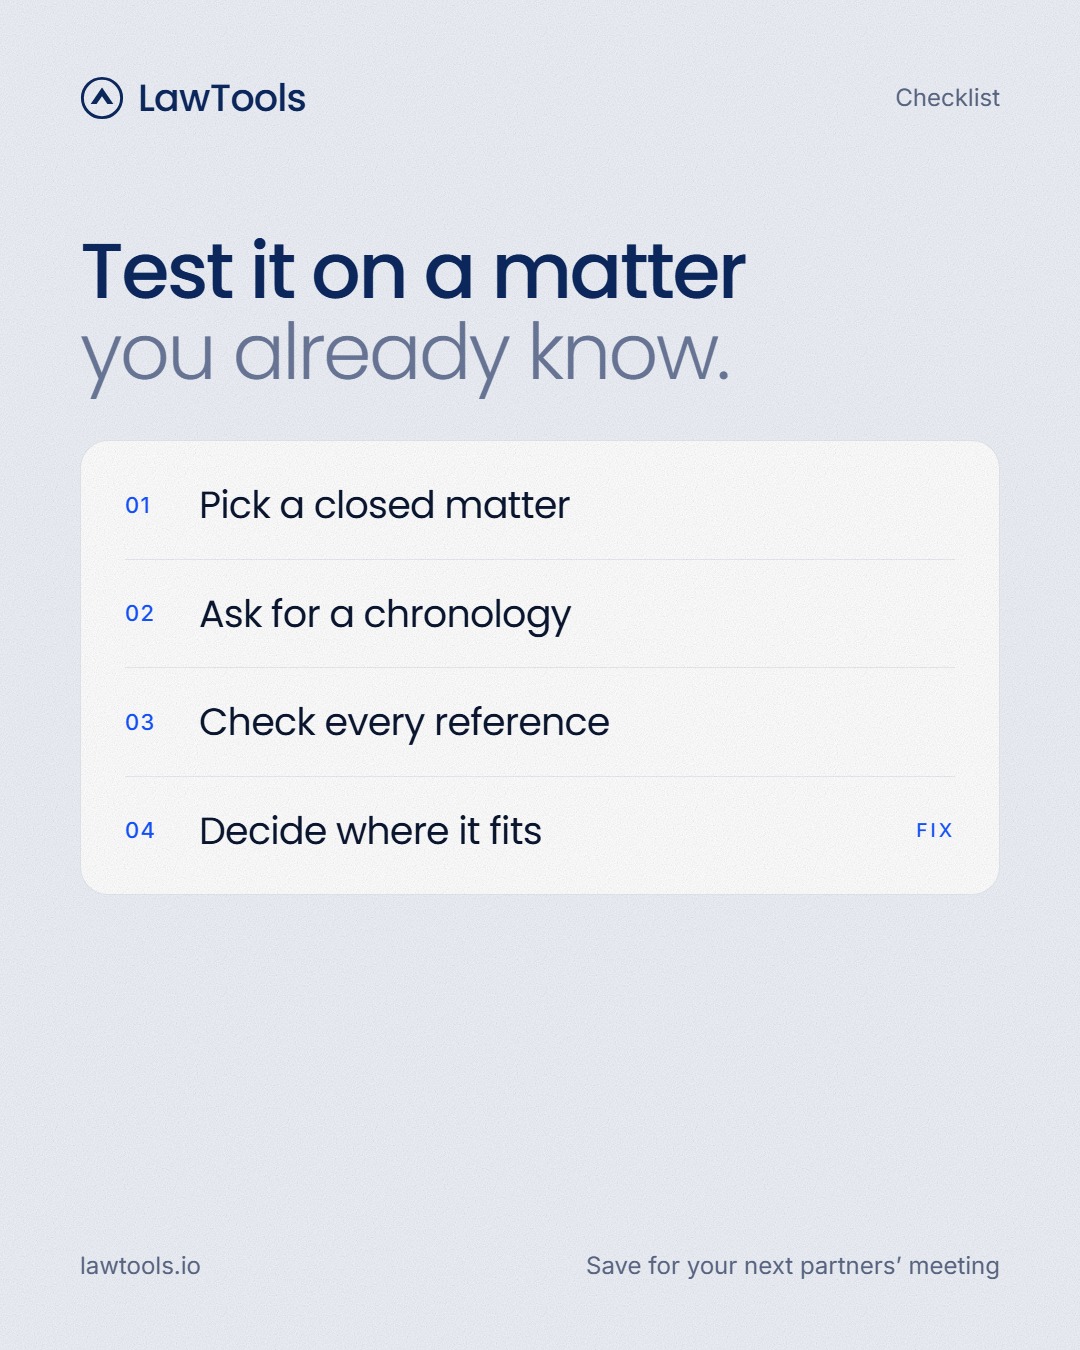 LawTools
Checklist
Test it on a matter
you already know.
01 Pick a closed matter
02 Ask for a chronology
03 Check every reference
04 Decide where it fits FIX
lawtools.io
Save for your next partners’ meeting